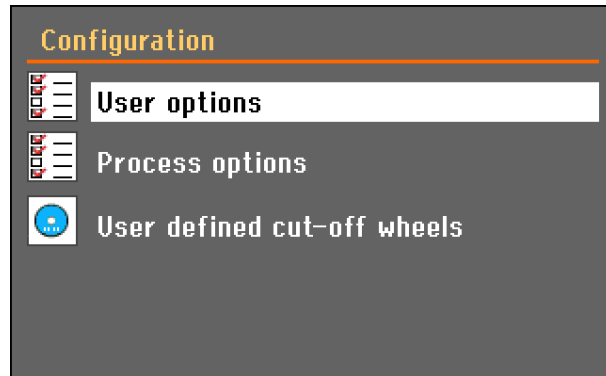 Configuration
User options
Process options
User defined cut-off wheels